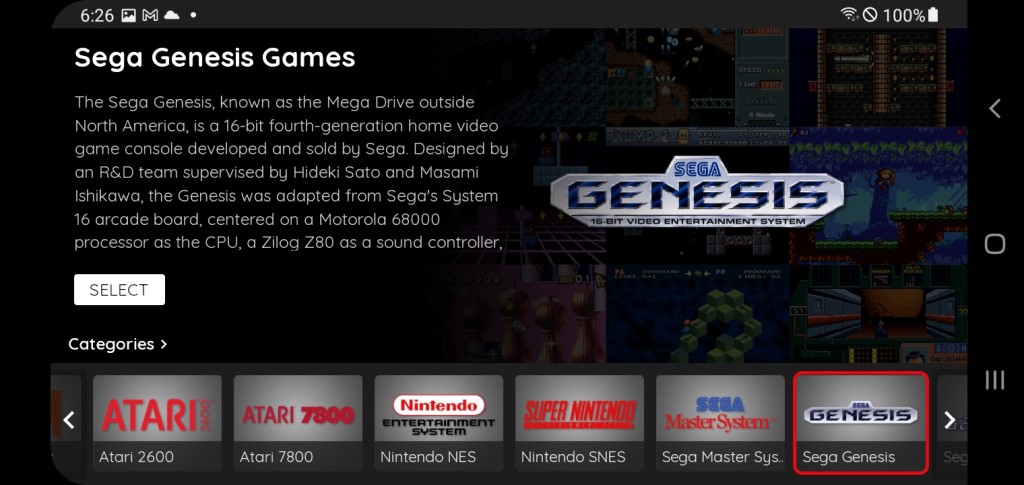 6:26
100%
Sega Genesis Games
The Sega Genesis, known as the Mega Drive outside
North America, is a 16-bit fourth-generation home video
game console developed and sold by Sega. Designed by
an R&D team supervised by Hideki Sato and Masami
Ishikawa, the Genesis was adapted from Sega's System
16 arcade board, centered on a Motorola 68000
processor as the CPU, a Zilog Z80 as a sound controller,
SEGA
GENESIS
16-BIT VIDEO ENTERTAINMENT SYSTEM
SELECT
Categories >
ATARI 2600
ATARI 7800
Nintendo
ENTERTAINMENT
SYSTEM
SUPER NINTENDO
SEGA
Master System
SEGA
GENESIS
Atari 2600
Atari 7800
Nintendo NES
Nintendo SNES
Sega Master Sys..
Sega Genesis
Seg